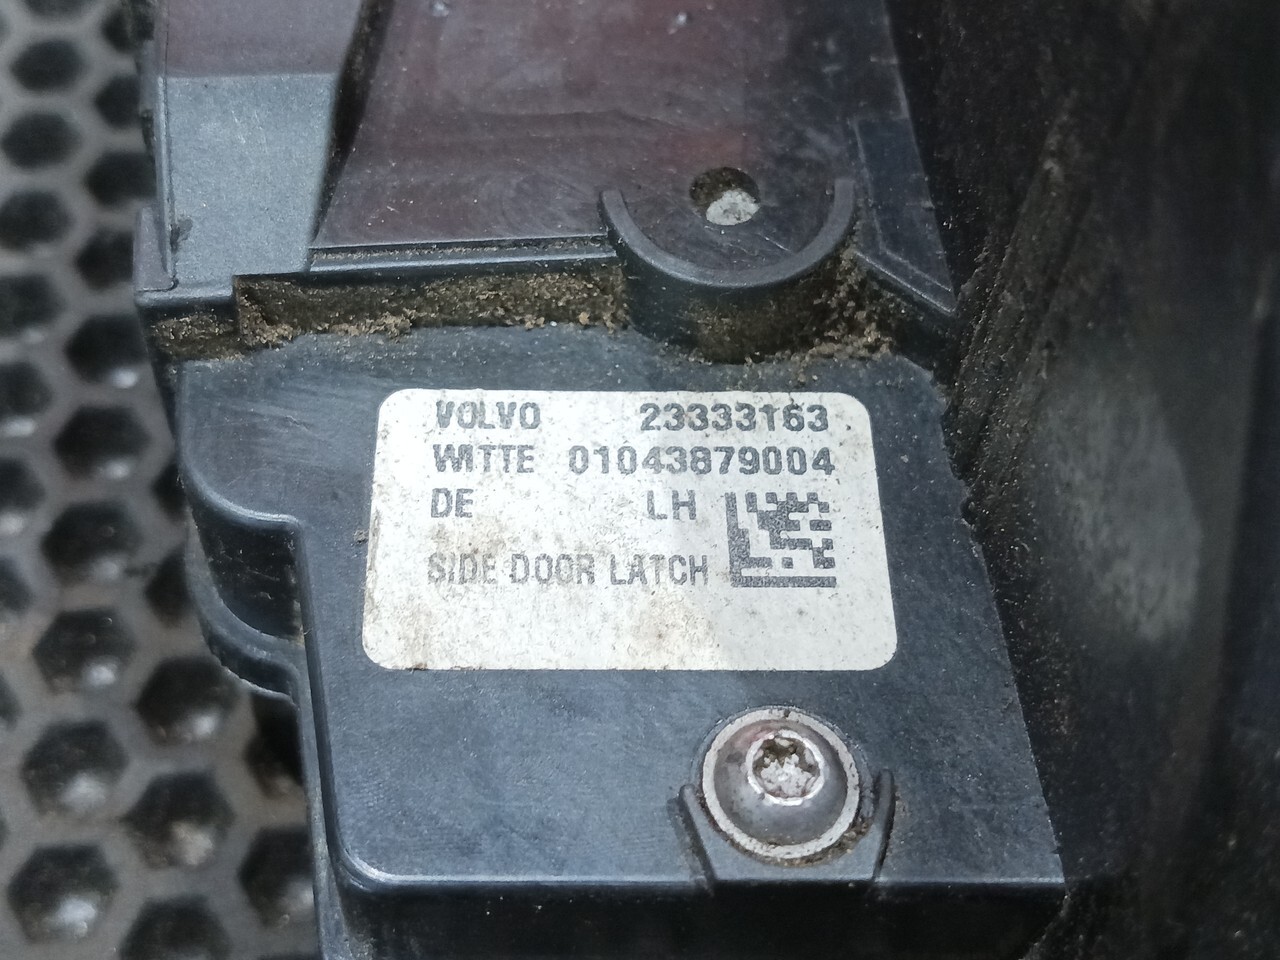 VOLVO 23333163
WITTE 01043879004
DE LH
SIDE DOOR LATCH